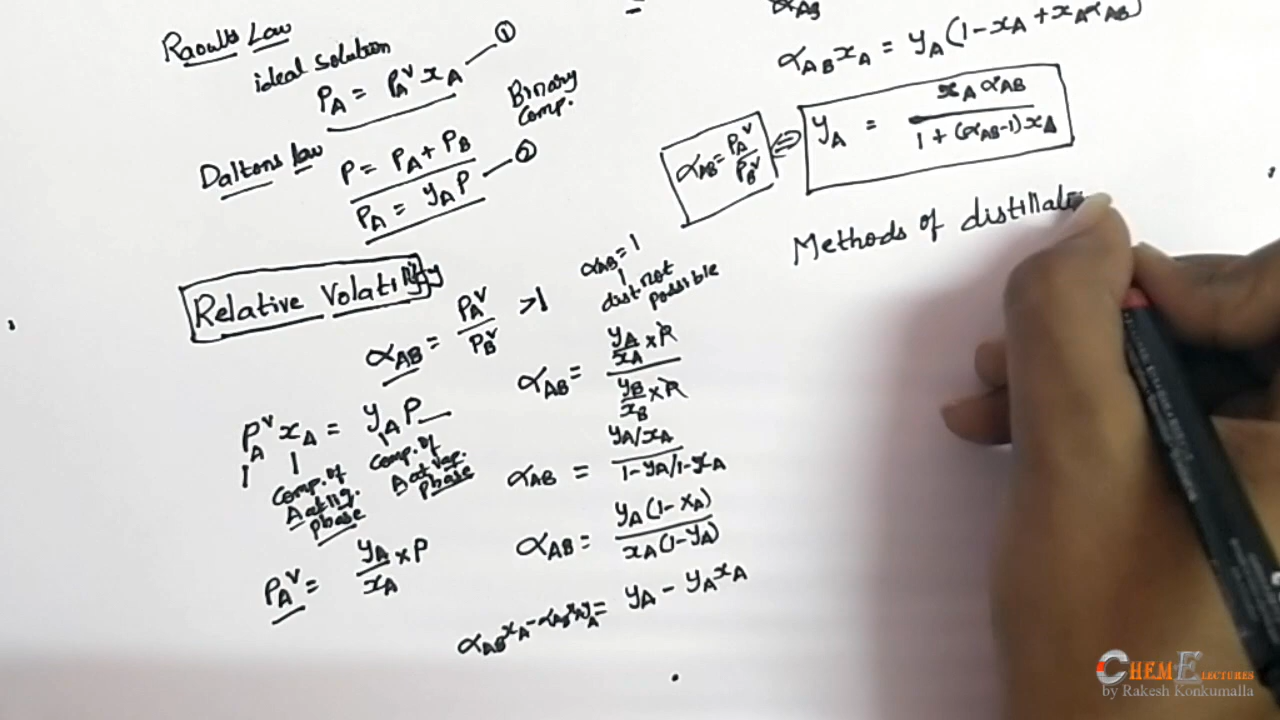 Raoults Law
ideal solution
P_A = P_A^V x_A — ①
Binary
Comp.
Daltons law
P = P_A + P_B
P_A = y_A P — ②
Relative Volatility
α_AB = P_A^V / P_B^V > 1
α_AB = 1
dist not
possible
P_A^V x_A = y_A P
Comp. of
A at liq.
phase
Comp. of
A at vap.
phase
P_A^V = y_A / x_A × P
α_AB = (y_A / x_A × P) / (y_B / x_B × P)
α_AB = (y_A/x_A) / (1-y_A/1-x_A)
α_AB = y_A (1-x_A) / x_A (1-y_A)
α_AB x_A - α_AB x_A y_A = y_A - y_A x_A
α_AB
α_AB x_A = y_A (1-x_A + x_A α_AB)
α_AB = P_A^V / P_B^V ⇔ y_A = x_A α_AB / 1 + (α_AB - 1) x_A
Methods of
CHEME LECTURES
by Rakesh Konkumalla